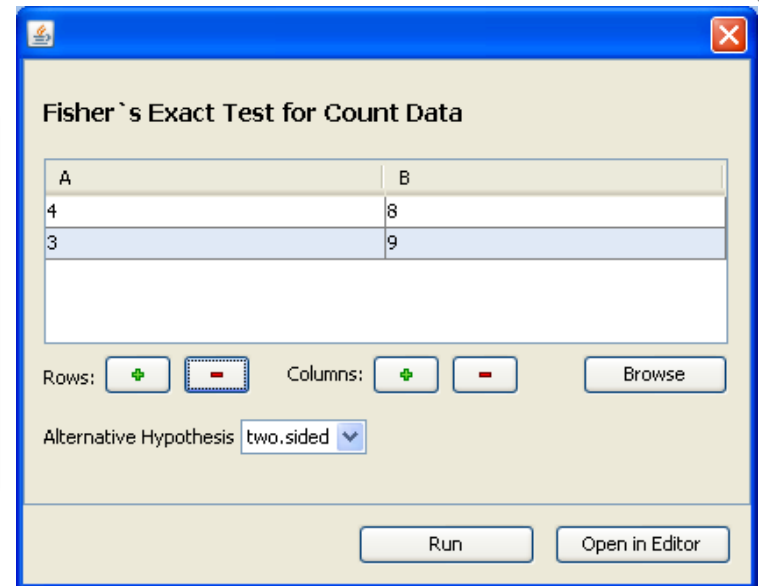 Fisher`s Exact Test for Count Data
A B
4 8
3 9
Rows: Columns: Browse
Alternative Hypothesis two.sided
Run Open in Editor